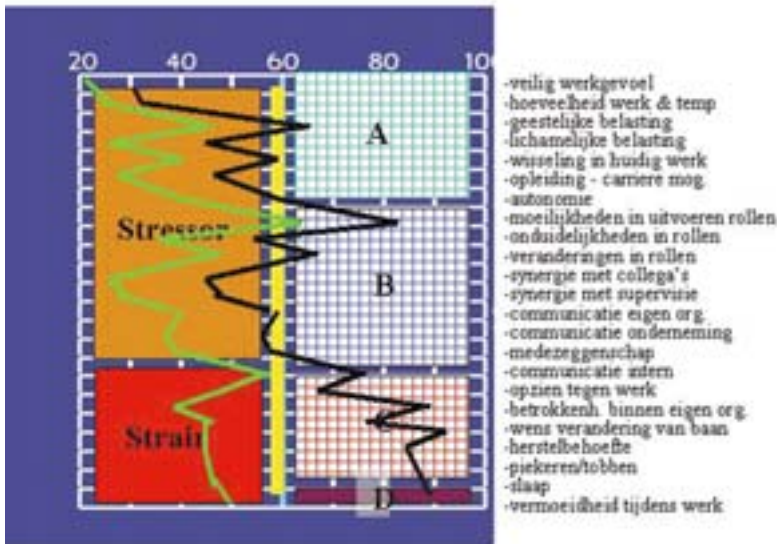 20 40 60 80 100
Stressor
Strain
A
B
C
D
-veilig werkgevoel
-hoeveelheid werk & temp
-geestelijke belasting
-lichamelijke belasting
-wisseling in huidig werk
-opleiding - carriere mog.
-autonomie
-moeilijkheden in uitvoeren rollen
-onduidelijkheden in rollen
-veranderingen in rollen
-synergie met collega's
-synergie met supervisie
-communicatie eigen org.
-communicatie onderneming
-medezeggenschap
-communicatie intern
-opzien tegen werk
-betrokkenh. binnen eigen org.
-wens verandering van baan
-herstelbehoefte
-piekeren/tobben
-slaap
-vermoeidheid tijdens werk